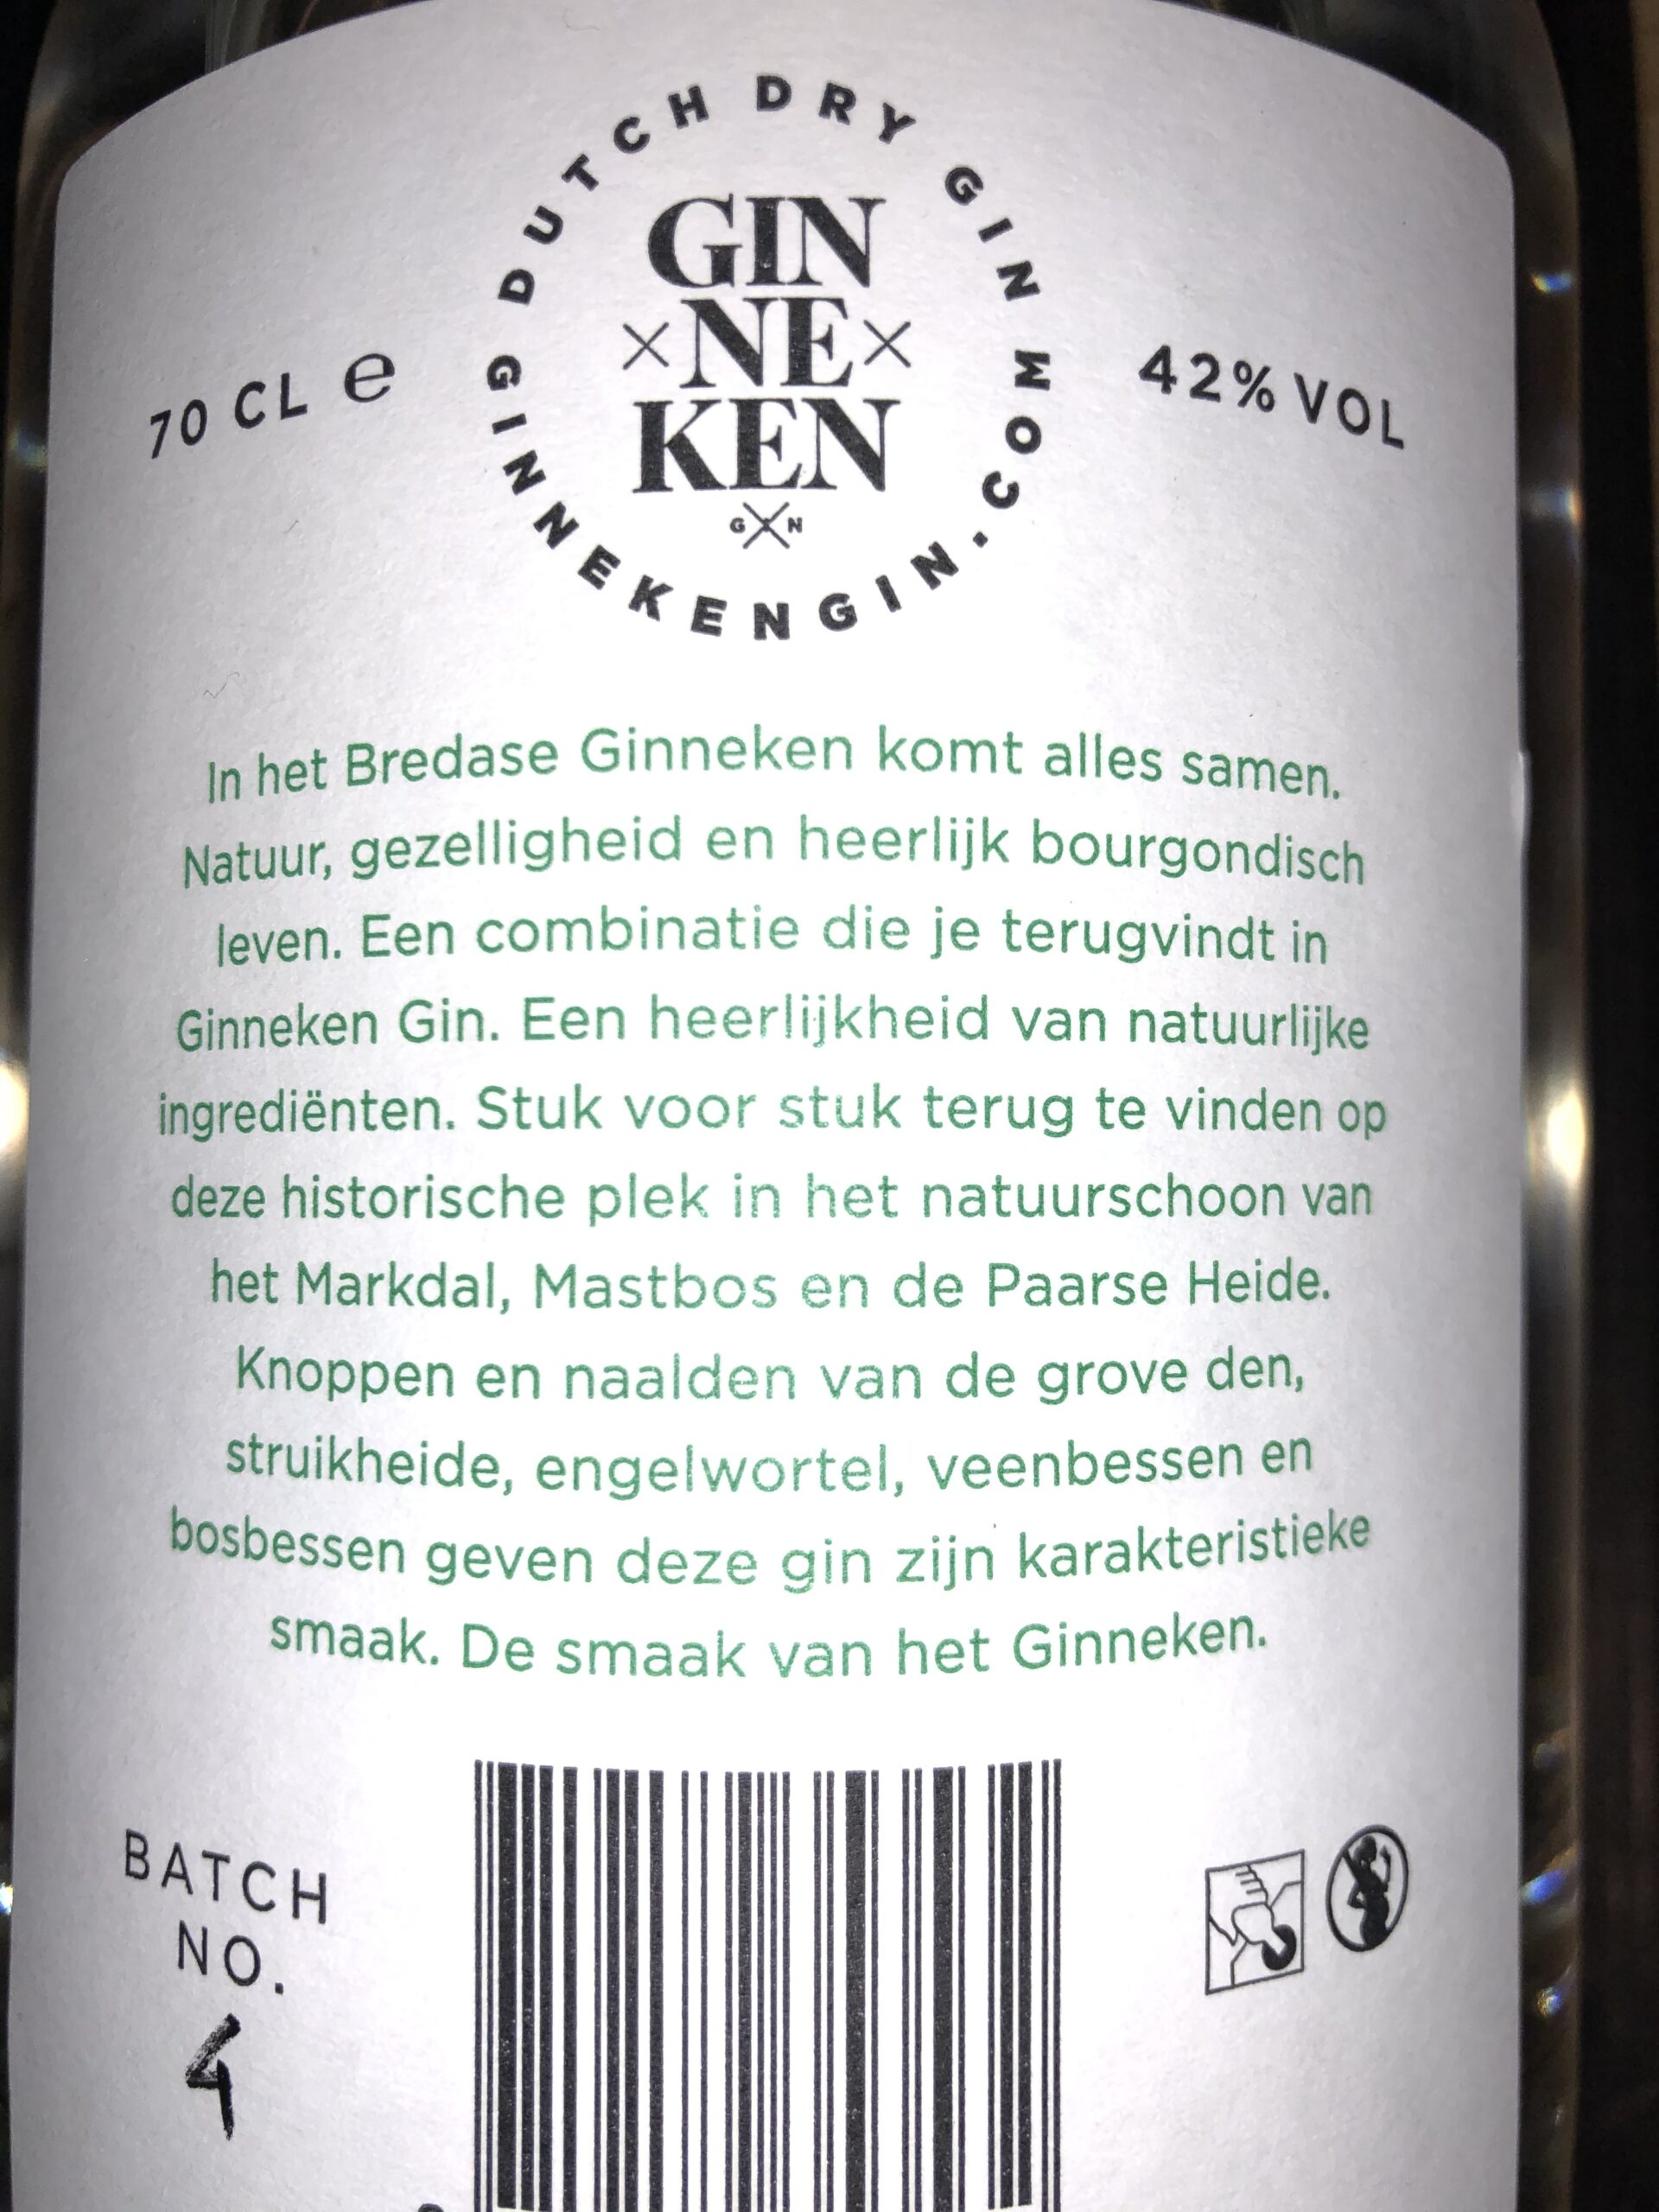 DUTCH DRY GIN
GIN
×NE×
KEN
G N
GINNEKENGIN.COM
70 CL e
42% VOL
In het Bredase Ginneken komt alles samen.
Natuur, gezelligheid en heerlijk bourgondisch
leven. Een combinatie die je terugvindt in
Ginneken Gin. Een heerlijkheid van natuurlijke
ingrediënten. Stuk voor stuk terug te vinden op
deze historische plek in het natuurschoon van
het Markdal, Mastbos en de Paarse Heide.
Knoppen en naalden van de grove den,
struikheide, engelwortel, veenbessen en
bosbessen geven deze gin zijn karakteristieke
smaak. De smaak van het Ginneken.
BATCH
NO.
4